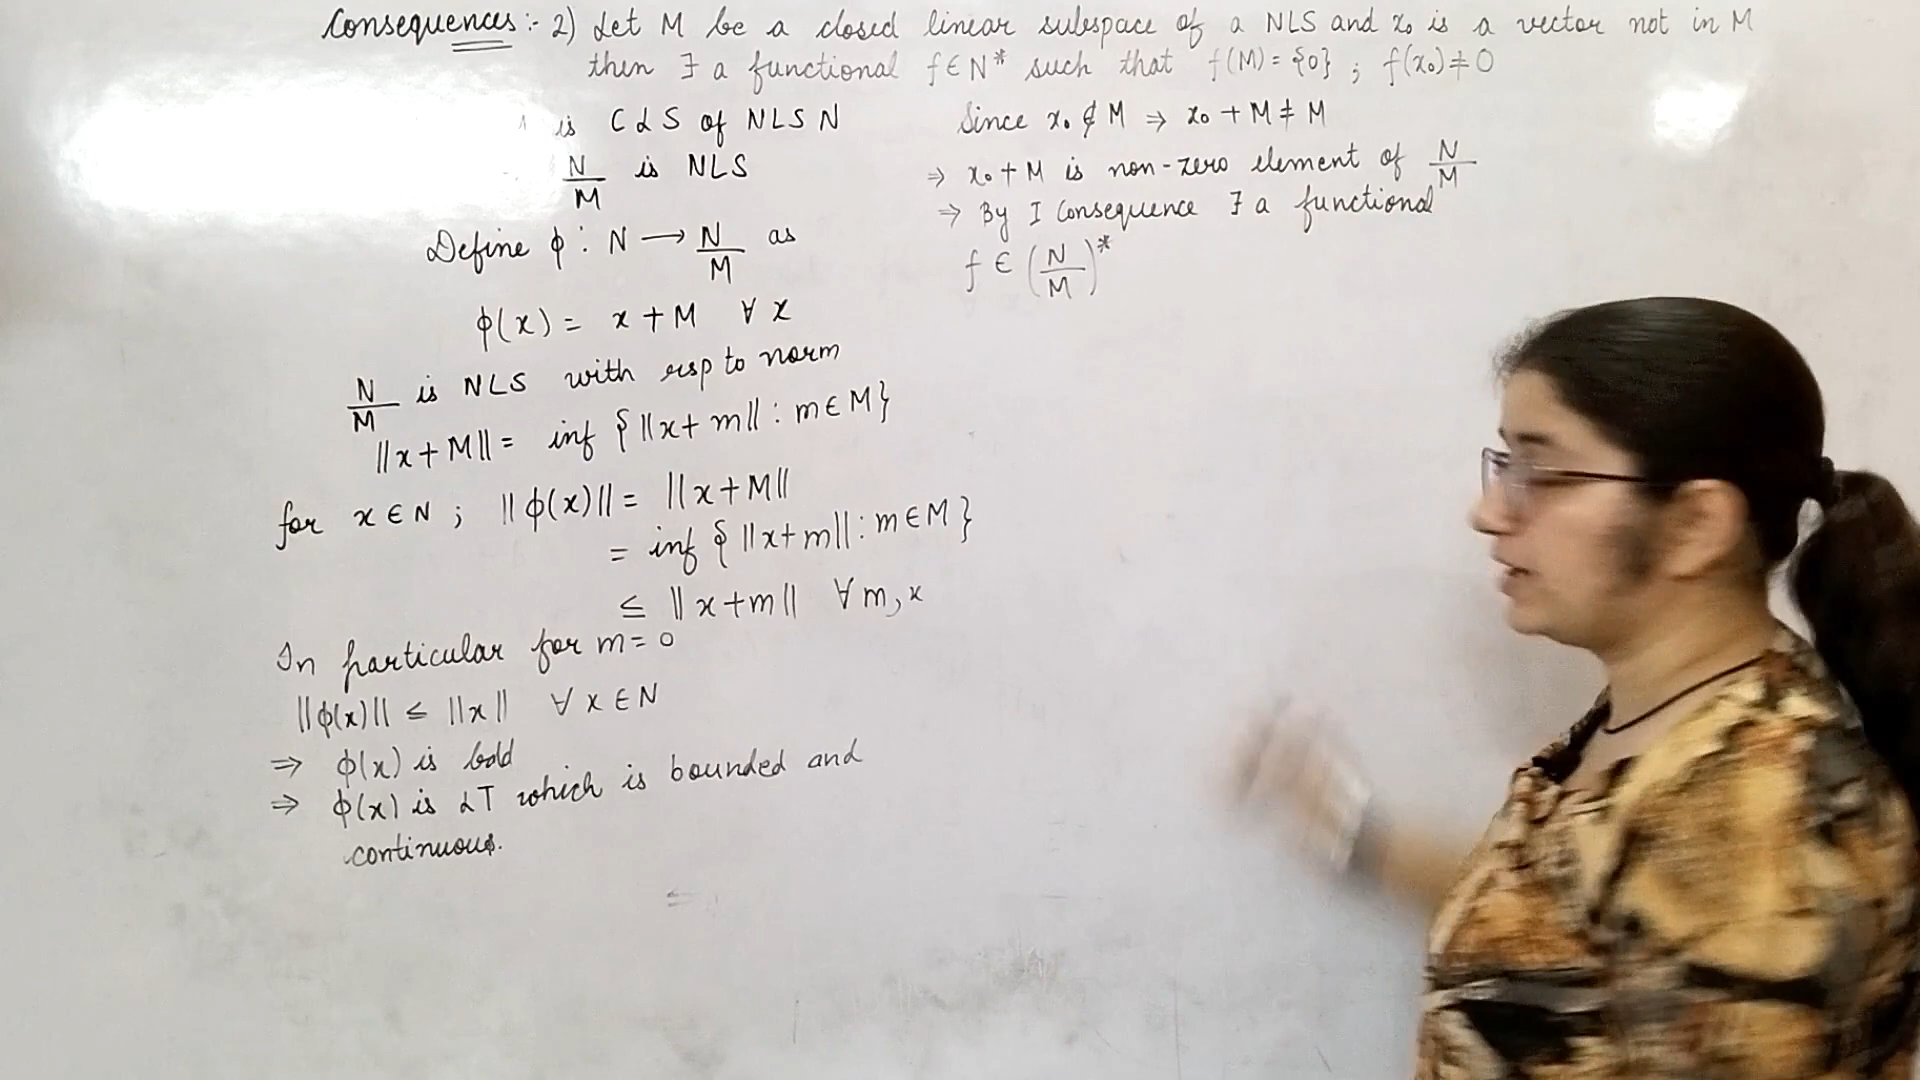 Consequences :- 2) Let M be a closed linear subspace of a NLS and x₀ is a vector not in M
then ∃ a functional f ∈ N* such that f(M) = {0} ; f(x₀) ≠ 0
is CLS of NLS N
N/M is NLS
Define ϕ : N → N/M as
ϕ(x) = x + M ∀ x
N/M is NLS with resp to norm
||x + M|| = inf {||x + m|| : m ∈ M}
for x ∈ N ; ||ϕ(x)|| = ||x + M||
= inf {||x + m|| : m ∈ M}
≤ ||x + m|| ∀ m, x
In particular for m = 0
||ϕ(x)|| ≤ ||x|| ∀ x ∈ N
⇒ ϕ(x) is bdd
⇒ ϕ(x) is LT which is bounded and
continuous.
Since x₀ ∉ M ⇒ x₀ + M ≠ M
⇒ x₀ + M is non-zero element of N/M
⇒ By I Consequence ∃ a functional
f ∈ (N/M)*